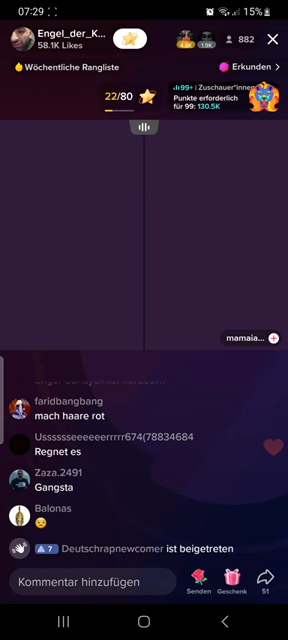 07:29
15%
Engel_der_K...
58.1K Likes
882
Wöchentliche Rangliste
Erkunden
22/80
99+ | Zuschauer*innen
Punkte erforderlich
für 99: 130.5K
mamaia...
faridbangbang
mach haare rot
Usssssseeeeeerrrrr674(78834684
Regnet es
Zaza.2491
Gangsta
Balonas
😒
7 Deutschrapnewcomer ist beigetreten
Kommentar hinzufügen
Senden
Geschenk
51